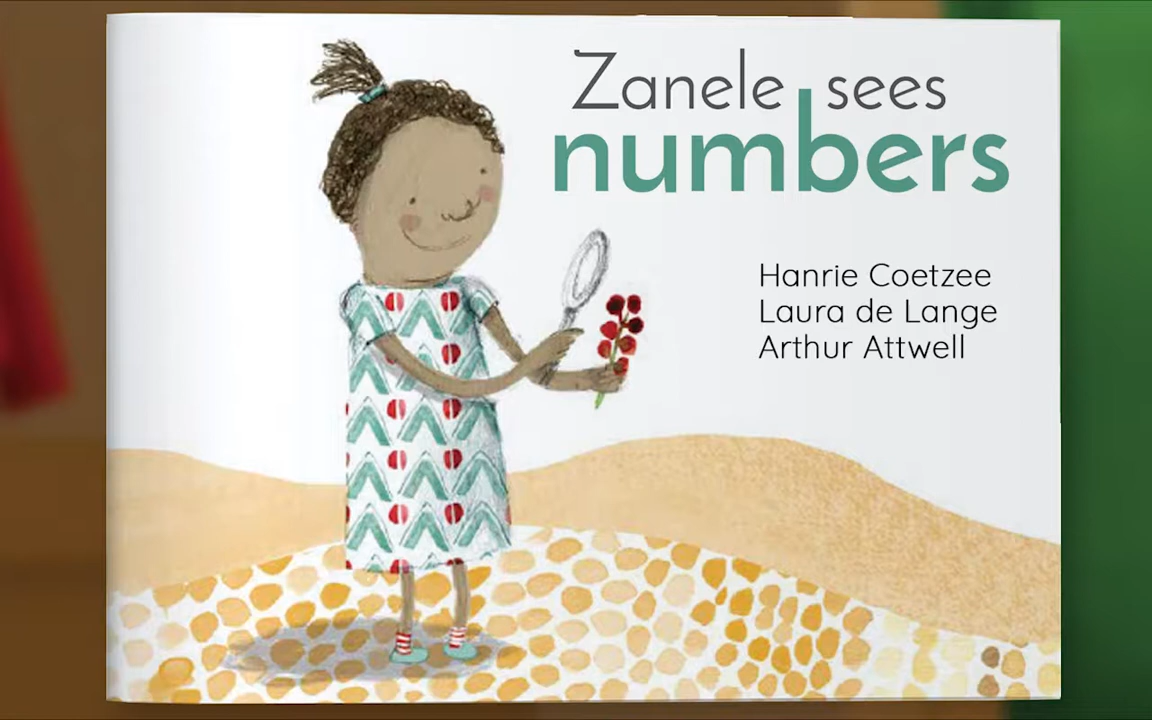 Zanele sees
numbers
Hanrie Coetzee
Laura de Lange
Arthur Attwell